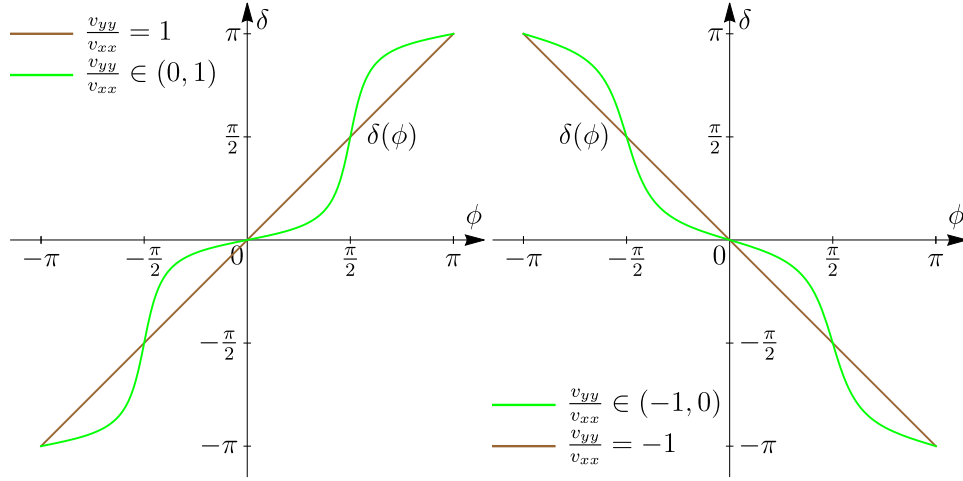 v_yy/v_xx = 1
v_yy/v_xx ∈ (0, 1)
δ
π
π/2
δ(ϕ)
ϕ
−π
−π/2
0
π/2
π
−π/2
−π
δ
π
π/2
δ(ϕ)
ϕ
−π
−π/2
0
π/2
π
−π/2
−π
v_yy/v_xx ∈ (−1, 0)
v_yy/v_xx = −1